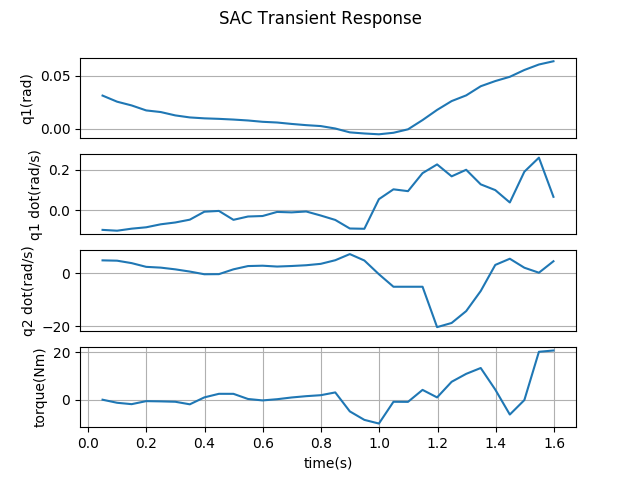 SAC Transient Response
q1(rad)
0.05
0.00
q1 dot(rad/s)
0.2
0.0
q2 dot(rad/s)
0
−20
torque(Nm)
20
0
0.0 0.2 0.4 0.6 0.8 1.0 1.2 1.4 1.6
time(s)